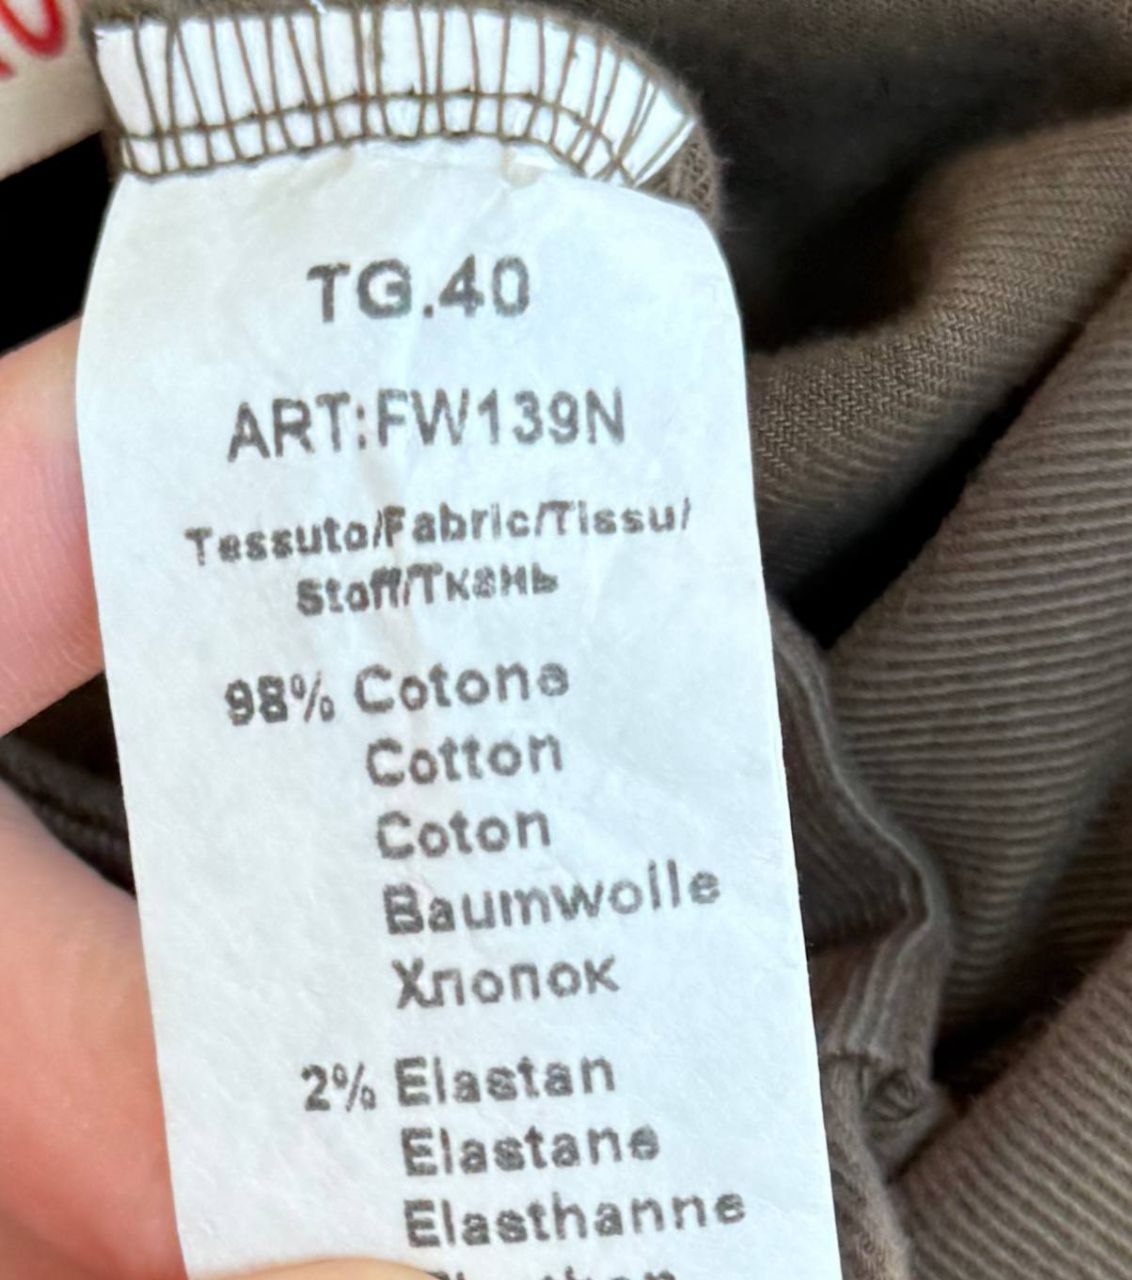 TG.40
ART:FW139N
Tessuto/Fabric/Tissu/
Stoff/Ткань
98% Cotone
Cotton
Coton
Baumwolle
Хлопок
2% Elastan
Elastane
Elasthanne